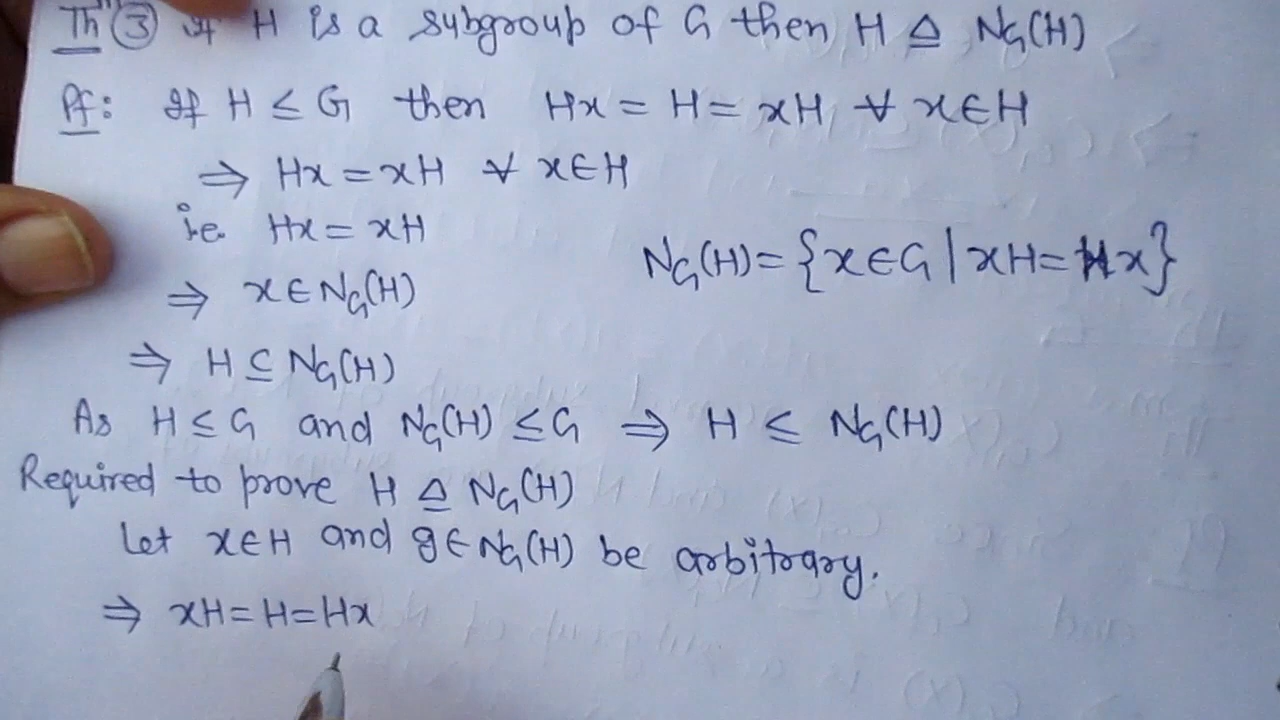 Th ③ If H is a subgroup of G then H Δ N_G(H)
Pf: If H ≤ G then Hx = H = xH ∀ x∈H
⇒ Hx = xH ∀ x∈H
i.e. Hx = xH
N_G(H) = {x∈G | xH = Hx}
⇒ x∈N_G(H)
⇒ H ⊆ N_G(H)
As H ≤ G and N_G(H) ≤ G ⇒ H ≤ N_G(H)
Required to prove H Δ N_G(H)
Let x∈H and g∈N_G(H) be arbitrary.
⇒ xH = H = Hx